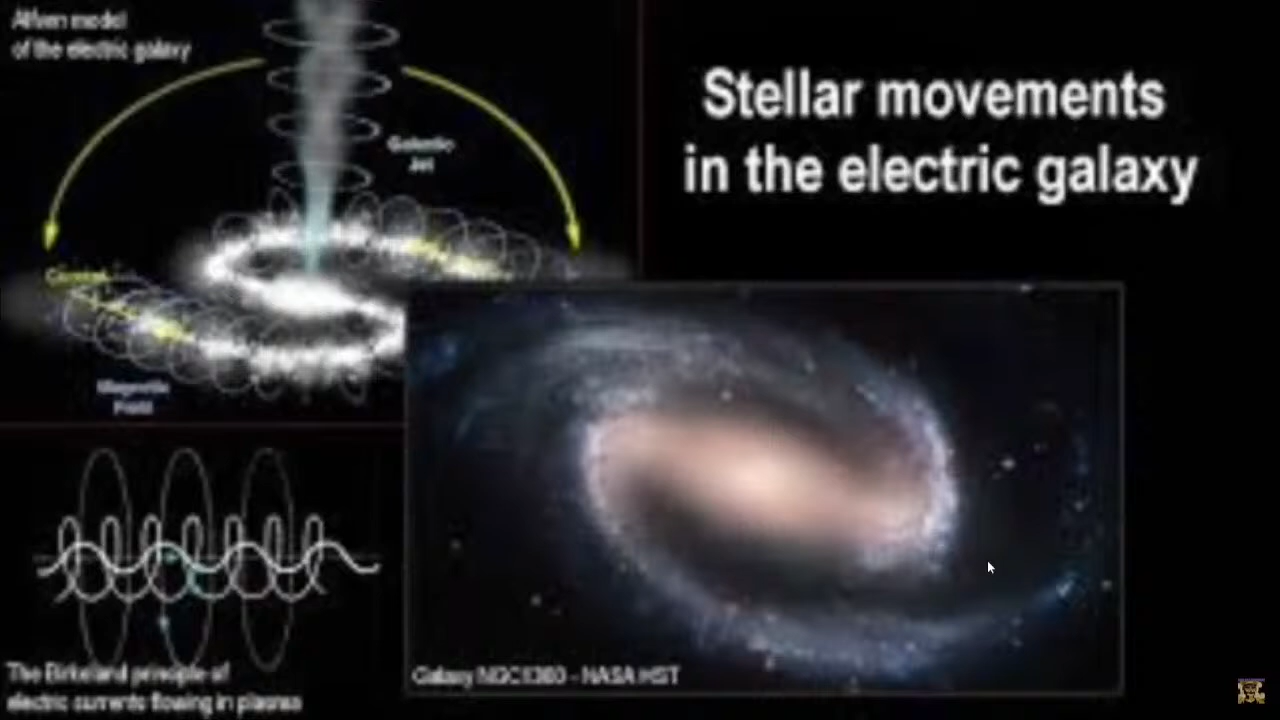 Alfven model
of the electric galaxy
Stellar movements
in the electric galaxy
Galactic
Jet
Current
Magnetic
Field
The Birkeland principle of
electric currents flowing in plasma
Galaxy - NASA HST